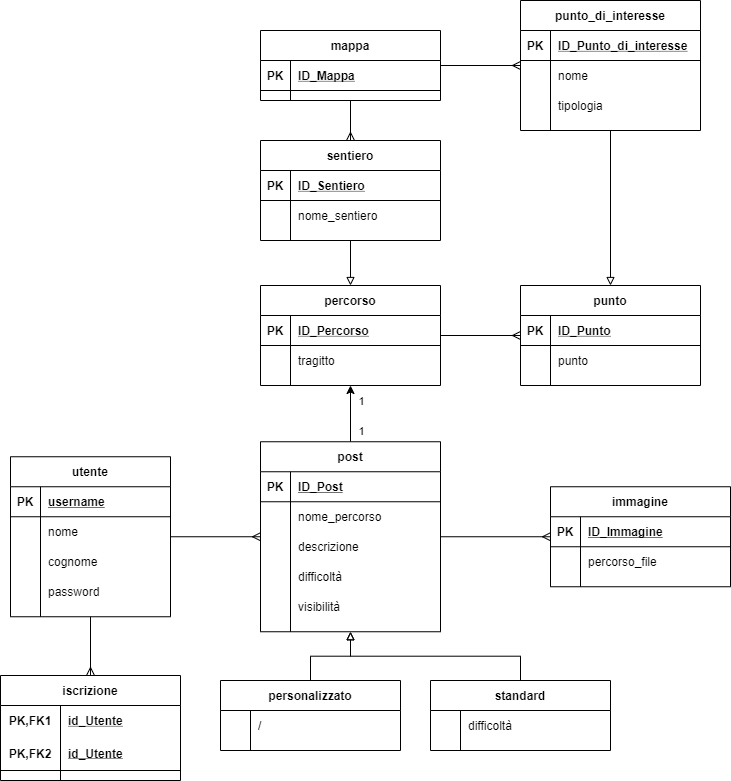 punto_di_interesse
PK ID_Punto_di_interesse
nome
tipologia
mappa
PK ID_Mappa
sentiero
PK ID_Sentiero
nome_sentiero
percorso
PK ID_Percorso
tragitto
punto
PK ID_Punto
punto
1
1
post
PK ID_Post
nome_percorso
descrizione
difficoltà
visibilità
utente
PK username
nome
cognome
password
immagine
PK ID_Immagine
percorso_file
iscrizione
PK,FK1 id_Utente
PK,FK2 id_Utente
personalizzato
/
standard
difficoltà